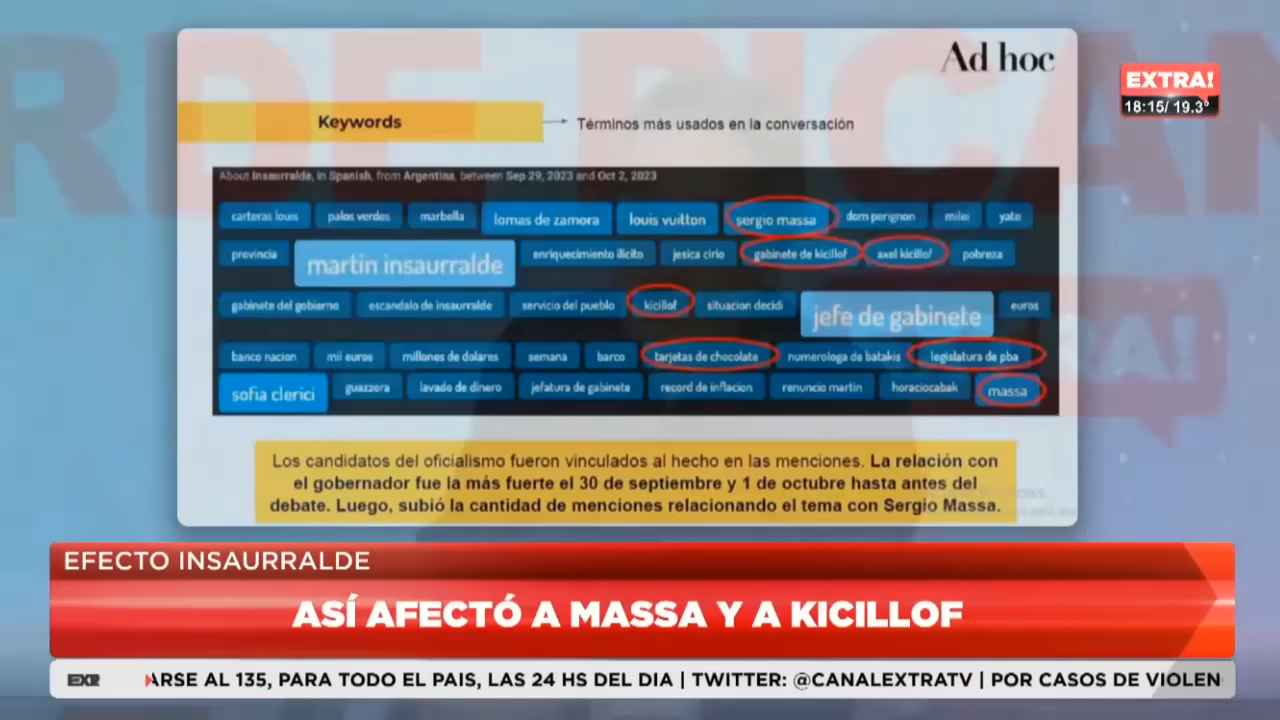 RDE PICAN
Ad hoc
EXTRA!
18:15/ 19.3°
Keywords
Términos más usados en la conversación
About Insaurralde, in Spanish, from Argentina, between Sep 29, 2023 and Oct 2, 2023
carteras louis palos verdes marbella lomas de zamora louis vuitton sergio massa dom perignon milei yate
provincia martin insaurralde enriquecimiento ilicito jesica cirio gabinete de kicillof axel kicillof pobreza
gabinete del gobierno escandalo de insaurralde servicio del pueblo kicillof situacion decidi jefe de gabinete euros
banco nacion mil euros millones de dolares semana barco tarjetas de chocolate numerologa de batakis legislatura de pba
sofia clerici guazzora lavado de dinero jefatura de gabinete record de inflacion renuncio martin horaciocabak massa
Los candidatos del oficialismo fueron vinculados al hecho en las menciones. La relación con
el gobernador fue la más fuerte el 30 de septiembre y 1 de octubre hasta antes del
debate. Luego, subió la cantidad de menciones relacionando el tema con Sergio Massa.
EFECTO INSAURRALDE
ASÍ AFECTÓ A MASSA Y A KICILLOF
ARSE AL 135, PARA TODO EL PAIS, LAS 24 HS DEL DIA | TWITTER: @CANALEXTRATV | POR CASOS DE VIOLEN